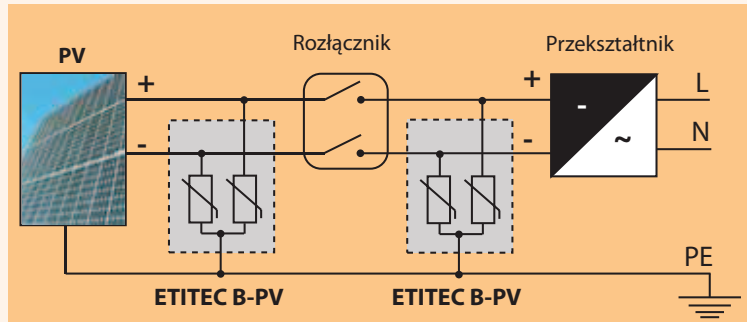 PV
Rozłącznik
Przekształtnik
+
+
-
L
-
-
~
N
PE
ETITEC B-PV
ETITEC B-PV